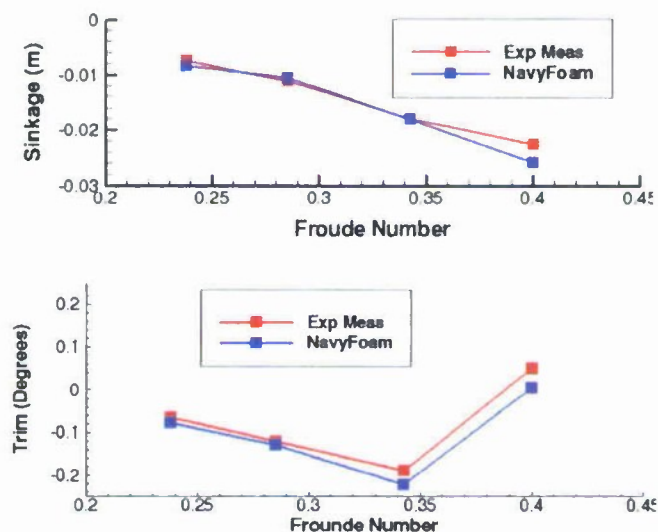 0
-0.01
-0.02
-0.03
Sinkage (m)
Exp Meas
NavyFoam
0.2 0.25 0.3 0.35 0.4 0.45
Froude Number
0.2
0.1
0
-0.1
-0.2
Trim (Degrees)
Exp Meas
NavyFoam
0.2 0.25 0.3 0.35 0.4 0.45
Froude Number